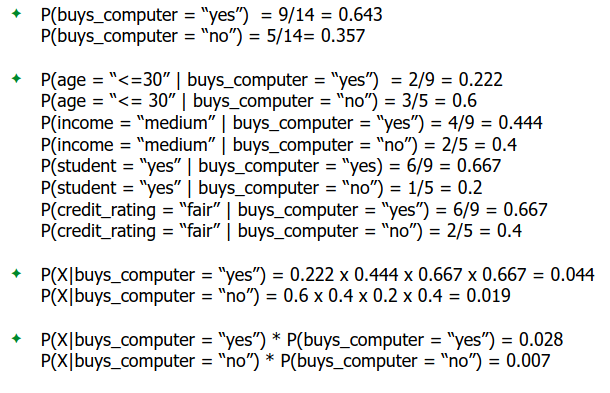 P(buys_computer = “yes”) = 9/14 = 0.643
P(buys_computer = “no”) = 5/14= 0.357
P(age = “<=30” | buys_computer = “yes”) = 2/9 = 0.222
P(age = “<= 30” | buys_computer = “no”) = 3/5 = 0.6
P(income = “medium” | buys_computer = “yes”) = 4/9 = 0.444
P(income = “medium” | buys_computer = “no”) = 2/5 = 0.4
P(student = “yes” | buys_computer = “yes) = 6/9 = 0.667
P(student = “yes” | buys_computer = “no”) = 1/5 = 0.2
P(credit_rating = “fair” | buys_computer = “yes”) = 6/9 = 0.667
P(credit_rating = “fair” | buys_computer = “no”) = 2/5 = 0.4
P(X|buys_computer = “yes”) = 0.222 x 0.444 x 0.667 x 0.667 = 0.044
P(X|buys_computer = “no”) = 0.6 x 0.4 x 0.2 x 0.4 = 0.019
P(X|buys_computer = “yes”) * P(buys_computer = “yes”) = 0.028
P(X|buys_computer = “no”) * P(buys_computer = “no”) = 0.007